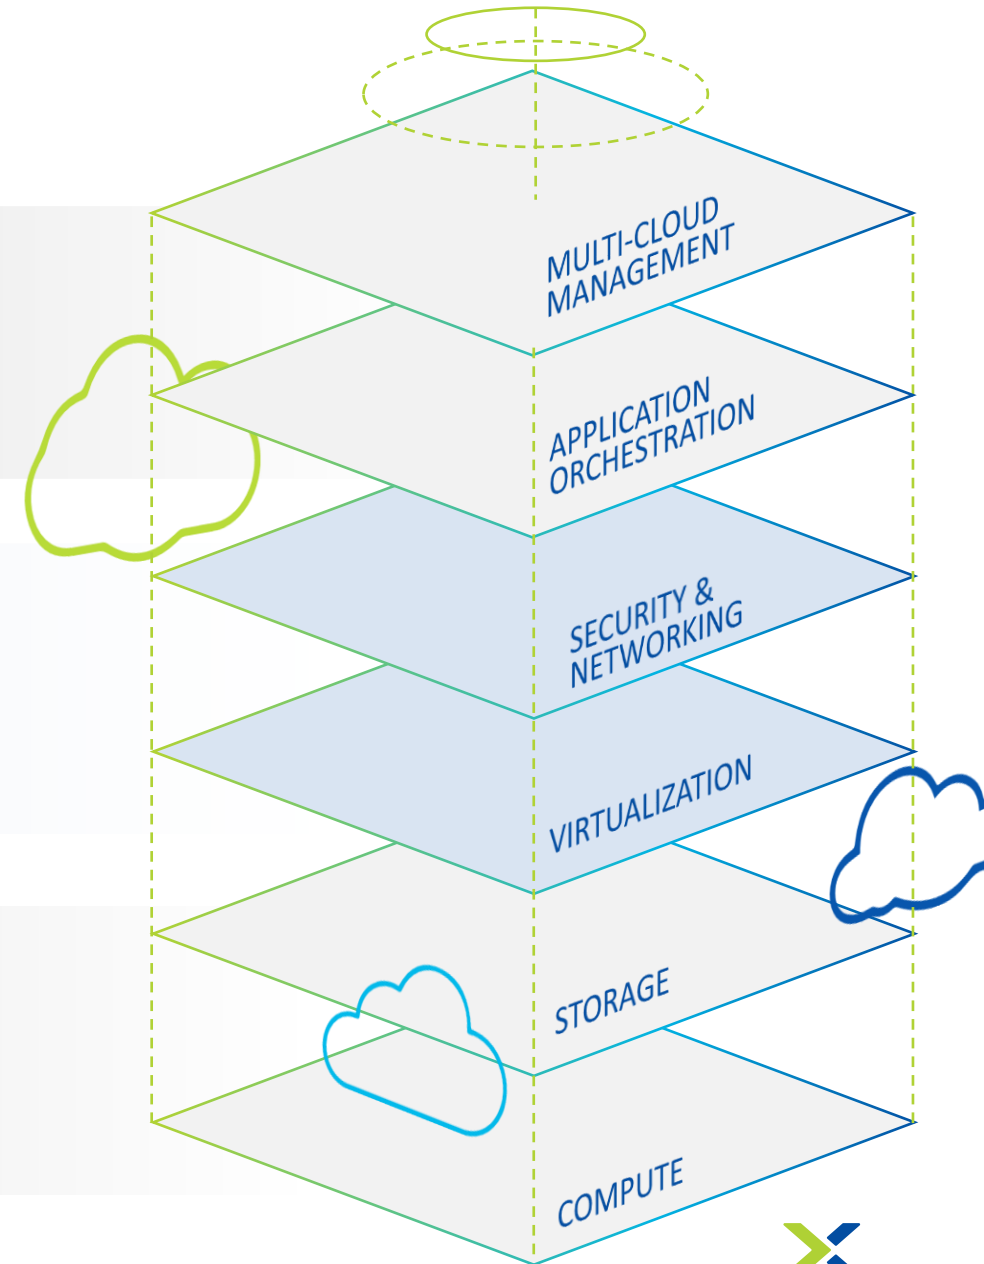 MULTI-CLOUD
MANAGEMENT
APPLICATION
ORCHESTRATION
SECURITY &
NETWORKING
VIRTUALIZATION
STORAGE
COMPUTE